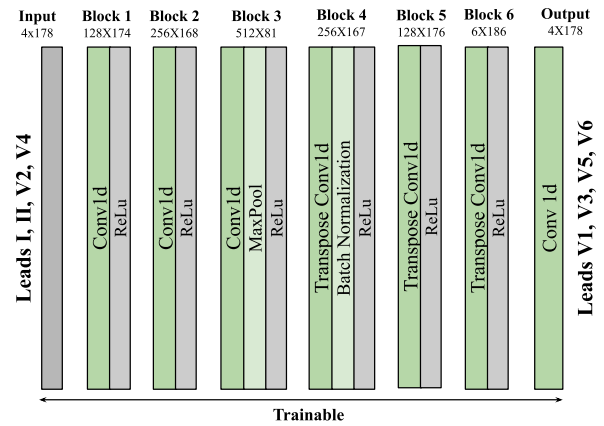 Input
4x178
Block 1
128X174
Block 2
256X168
Block 3
512X81
Block 4
256X167
Block 5
128X176
Block 6
6X186
Output
4X178
Leads I, II, V2, V4
Conv1d
ReLu
Conv1d
ReLu
Conv1d
MaxPool
ReLu
Transpose Conv1d
Batch Normalization
ReLu
Transpose Conv1d
ReLu
Transpose Conv1d
ReLu
Conv 1d
Leads V1, V3, V5, V6
Trainable